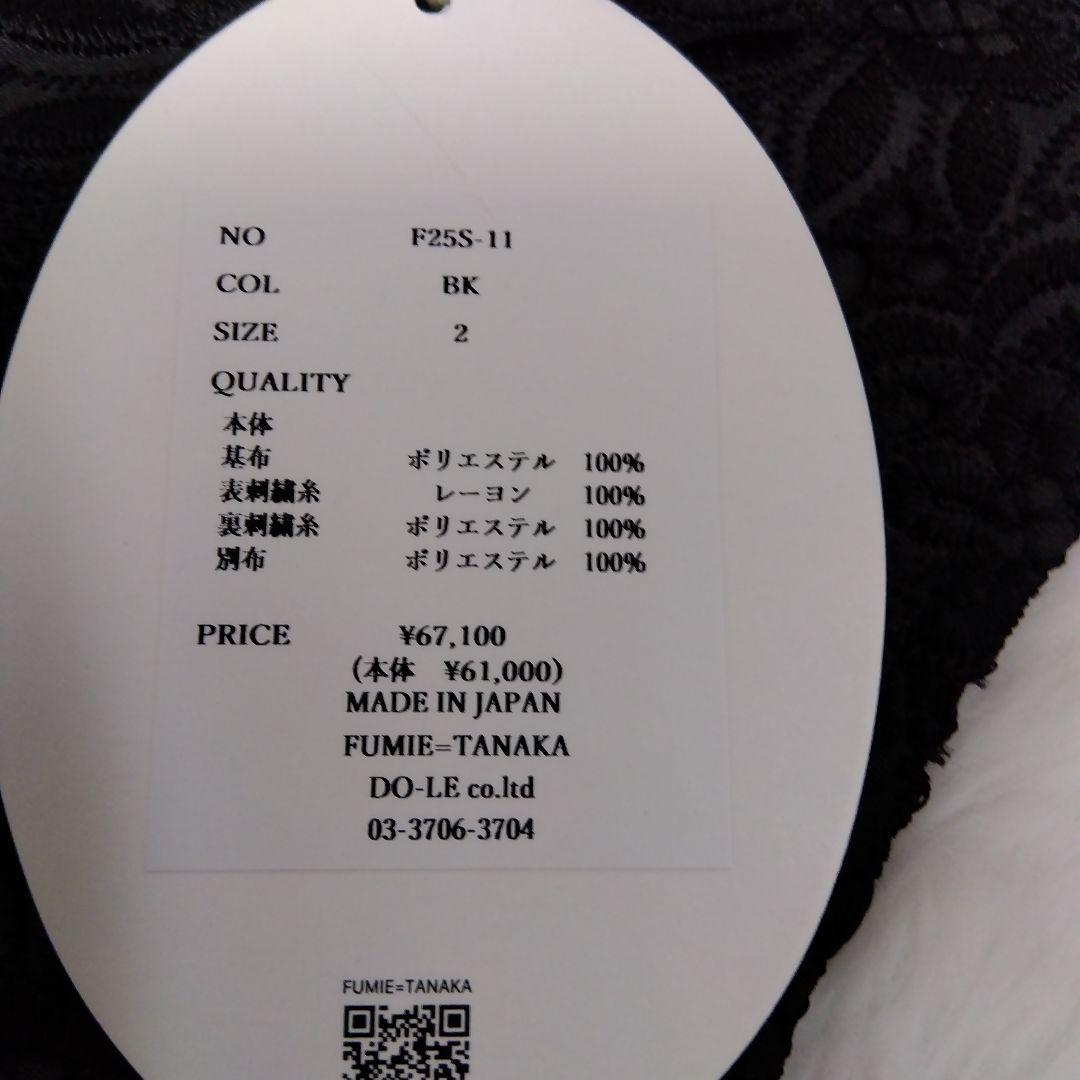 NO F25S-11
COL BK
SIZE 2
QUALITY
本体
基布 ポリエステル 100%
表刺繍糸 レーヨン 100%
裏刺繍糸 ポリエステル 100%
別布 ポリエステル 100%
PRICE ¥67,100
(本体 ¥61,000)
MADE IN JAPAN
FUMIE=TANAKA
DO-LE co.ltd
03-3706-3704
FUMIE=TANAKA